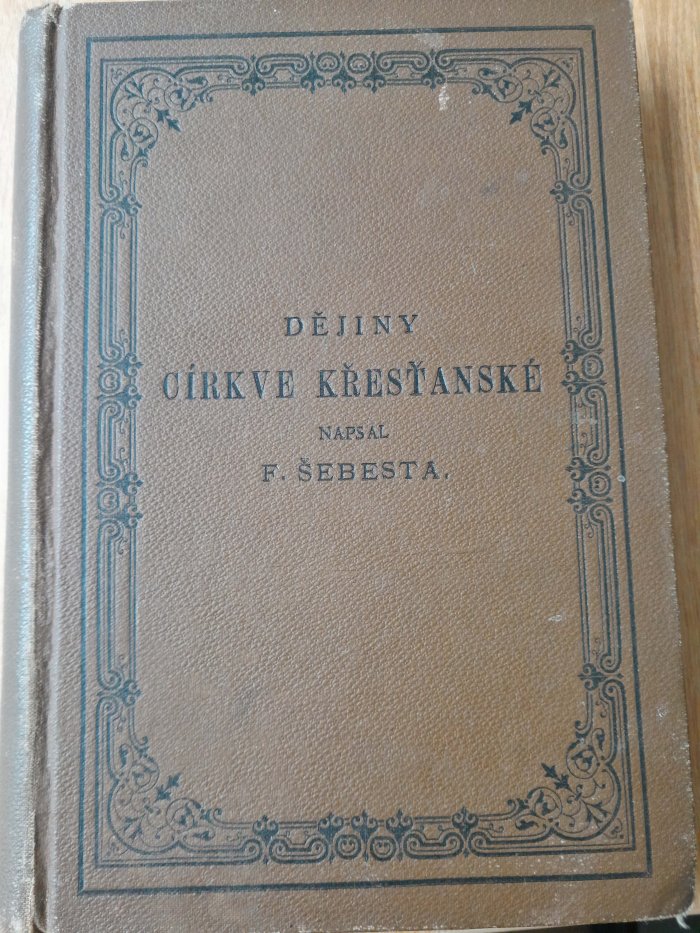 DĚJINY
CÍRKVE KŘESŤANSKÉ
NAPSAL
F. ŠEBESTA.